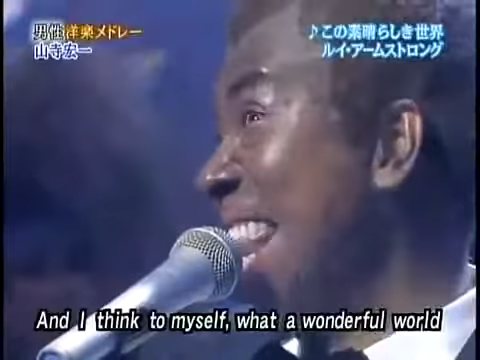 男性洋楽メドレー
山寺宏一
♪この素晴らしき世界
ルイ・アームストロング
And I think to myself, what a wonderful world